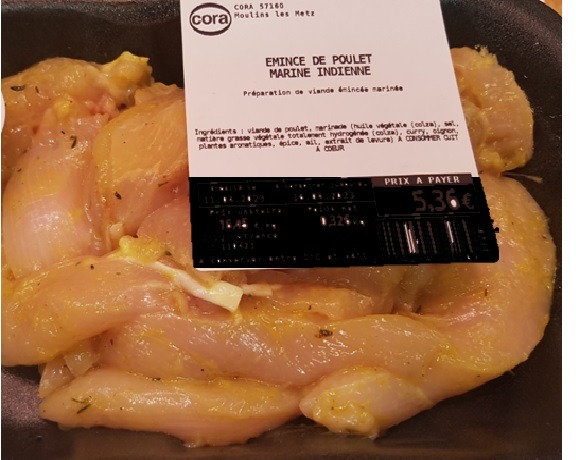 cora
CORA 57160
Moulins les Metz
EMINCE DE POULET
MARINE INDIENNE
Préparation de viande émincée marinée
Ingrédients : viande de poulet, marinade (huile végétale (colza), sel,
matière grasse végétale totalement hydrogénée (colza), curry, oignon,
plantes aromatiques, épice, ail, extrait de levure) A CONSOMMER CUIT
A COEUR
PRIX A PAYER
5,36€